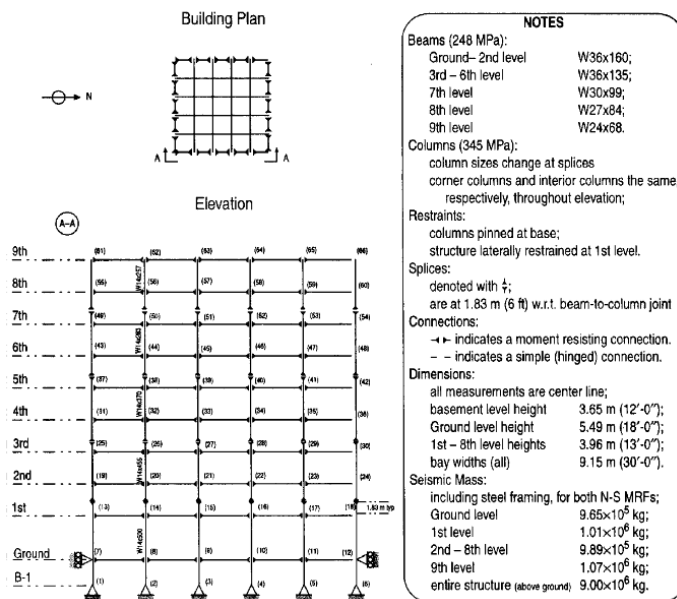 Building Plan
N
A
A
Elevation
A-A
9th
(61)
(62)
(63)
(64)
(65)
(66)
W14x257
8th
(55)
(56)
(57)
(58)
(59)
(60)
7th
(49)
(50)
(51)
(52)
(53)
(54)
W14x283
6th
(43)
(44)
(45)
(46)
(47)
(48)
5th
(37)
(38)
(39)
(40)
(41)
(42)
W14x370
4th
(31)
(32)
(33)
(34)
(35)
(36)
3rd
(25)
(26)
(27)
(28)
(29)
(30)
W14x455
2nd
(19)
(20)
(21)
(22)
(23)
(24)
1st
(13)
(14)
(15)
(16)
(17)
(18)
1.83 m typ
W14x500
Ground
(7)
(8)
(9)
(10)
(11)
(12)
B-1
(1)
(2)
(3)
(4)
(5)
(6)
NOTES
Beams (248 MPa):
Ground– 2nd level W36x160;
3rd – 6th level W36x135;
7th level W30x99;
8th level W27x84;
9th level W24x68.
Columns (345 MPa):
column sizes change at splices
corner columns and interior columns the same,
respectively, throughout elevation;
Restraints:
columns pinned at base;
structure laterally restrained at 1st level.
Splices:
denoted with ;
are at 1.83 m (6 ft) w.r.t. beam-to-column joint
Connections:
indicates a moment resisting connection.
– – indicates a simple (hinged) connection.
Dimensions:
all measurements are center line;
basement level height 3.65 m (12'-0");
Ground level height 5.49 m (18'-0");
1st – 8th level heights 3.96 m (13'-0");
bay widths (all) 9.15 m (30'-0").
Seismic Mass:
including steel framing, for both N-S MRFs;
Ground level 9.65x10⁵ kg;
1st level 1.01x10⁶ kg;
2nd – 8th level 9.89x10⁵ kg;
9th level 1.07x10⁶ kg;
entire structure (above ground) 9.00x10⁶ kg.